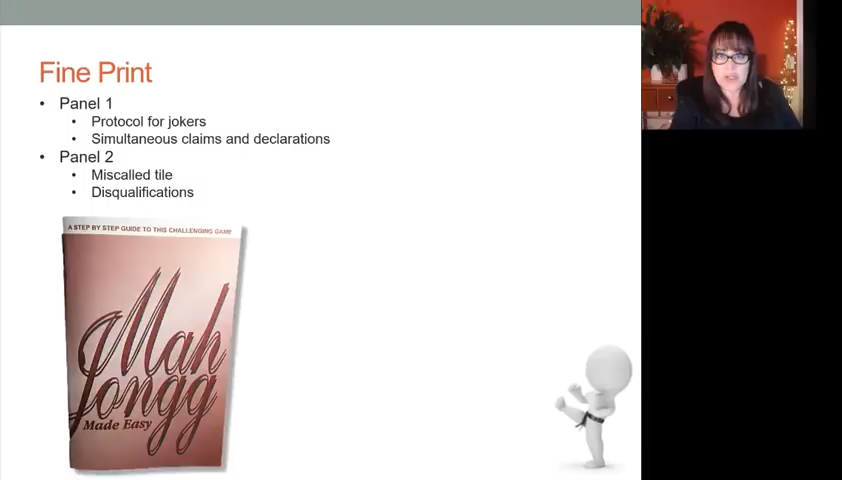 Fine Print
• Panel 1
• Protocol for jokers
• Simultaneous claims and declarations
• Panel 2
• Miscalled tile
• Disqualifications
A STEP BY STEP GUIDE TO THIS CHALLENGING GAME
Mah
Jongg
Made Easy